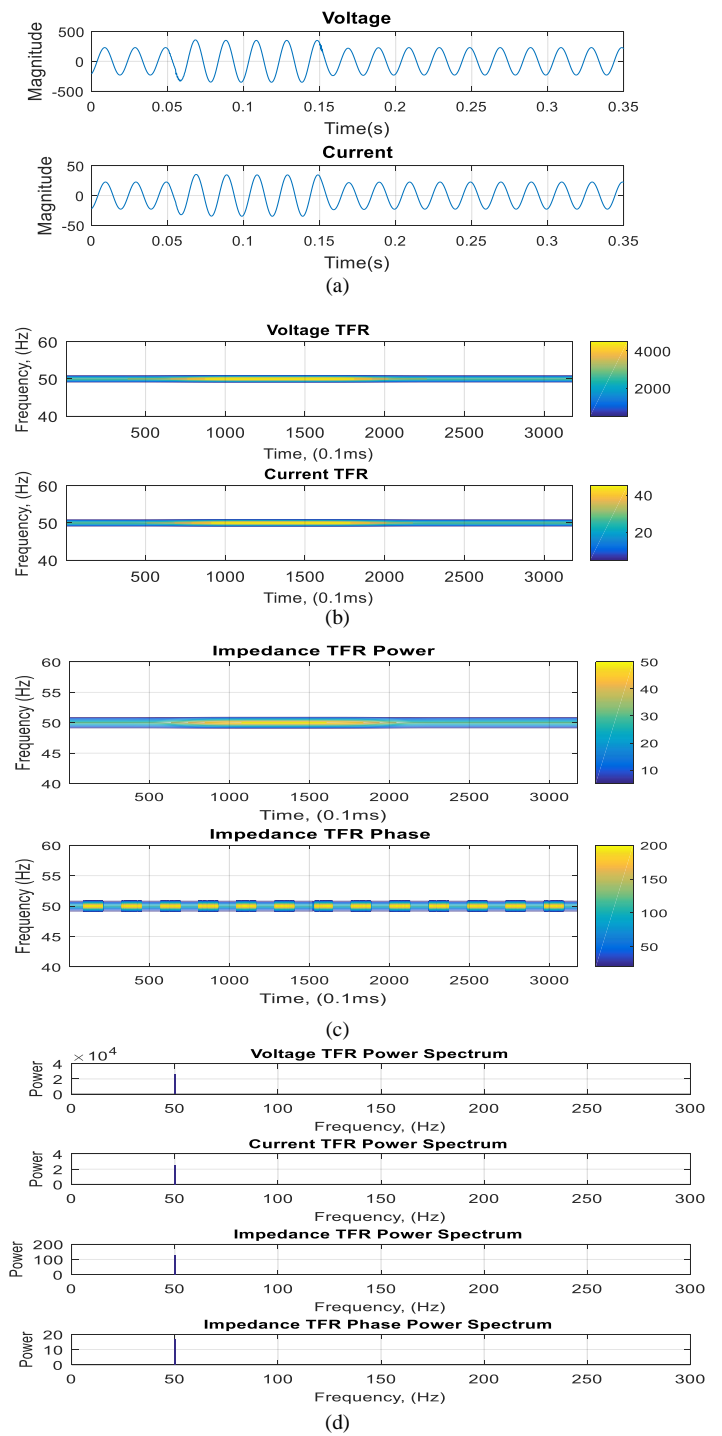 Voltage
Magnitude
500
0
-500
0 0.05 0.1 0.15 0.2 0.25 0.3 0.35
Time(s)
Current
Magnitude
50
0
-50
0 0.05 0.1 0.15 0.2 0.25 0.3 0.35
Time(s)
(a)
Voltage TFR
Frequency, (Hz)
60
50
40
500 1000 1500 2000 2500 3000
Time, (0.1ms)
4000
2000
Current TFR
Frequency, (Hz)
60
50
40
500 1000 1500 2000 2500 3000
Time, (0.1ms)
40
20
(b)
Impedance TFR Power
Frequency (Hz)
60
55
50
45
40
500 1000 1500 2000 2500 3000
Time, (0.1ms)
50
40
30
20
10
Impedance TFR Phase
Frequency (Hz)
60
55
50
45
40
500 1000 1500 2000 2500 3000
Time, (0.1ms)
200
150
100
50
(c)
Voltage TFR Power Spectrum
× 10^4
Power
4
2
0
0 50 100 150 200 250 300
Frequency, (Hz)
Current TFR Power Spectrum
Power
4
2
0
0 50 100 150 200 250 300
Frequency, (Hz)
Impedance TFR Power Spectrum
Power
200
100
0
0 50 100 150 200 250 300
Frequency, (Hz)
Impedance TFR Phase Power Spectrum
Power
20
10
0
0 50 100 150 200 250 300
Frequency, (Hz)
(d)